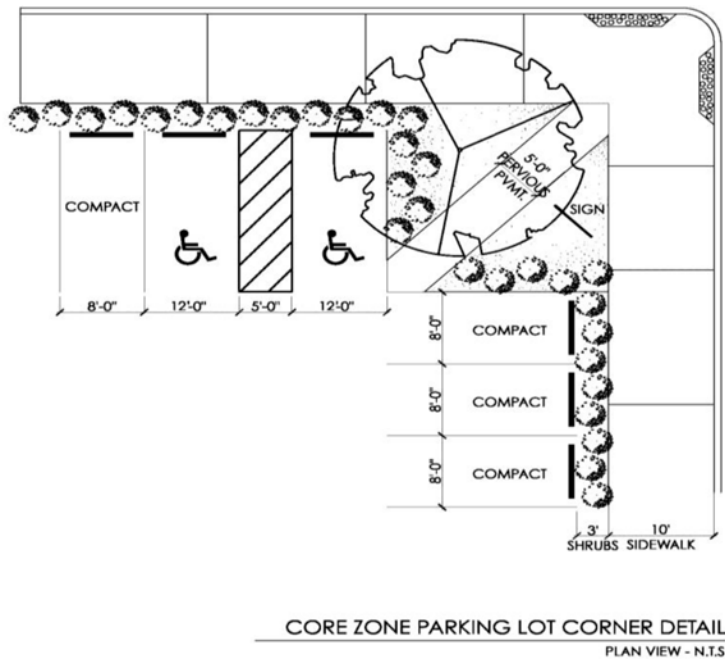 5'-0"
PERVIOUS
PVMT.
SIGN
COMPACT
8'-0"
12'-0"
5'-0"
12'-0"
8'-0"
COMPACT
8'-0"
COMPACT
8'-0"
COMPACT
3'
10'
SHRUBS SIDEWALK
CORE ZONE PARKING LOT CORNER DETAIL
PLAN VIEW - N.T.S